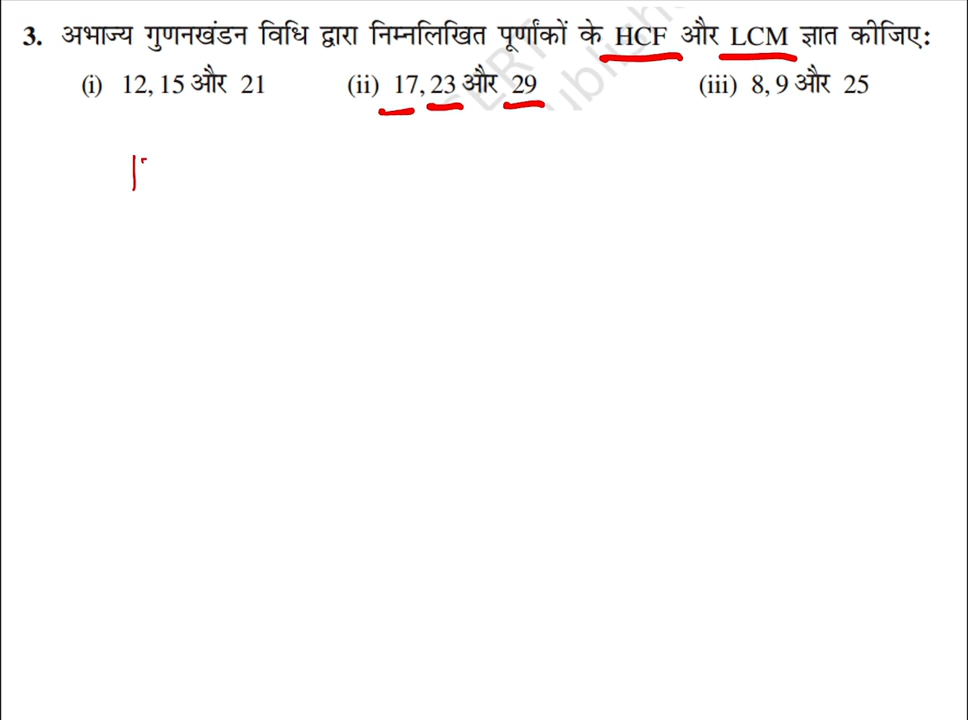 3. अभाज्य गुणनखंडन विधि द्वारा निम्नलिखित पूर्णांकों के HCF और LCM ज्ञात कीजिए:
(i) 12, 15 और 21 (ii) 17, 23 और 29 (iii) 8, 9 और 25